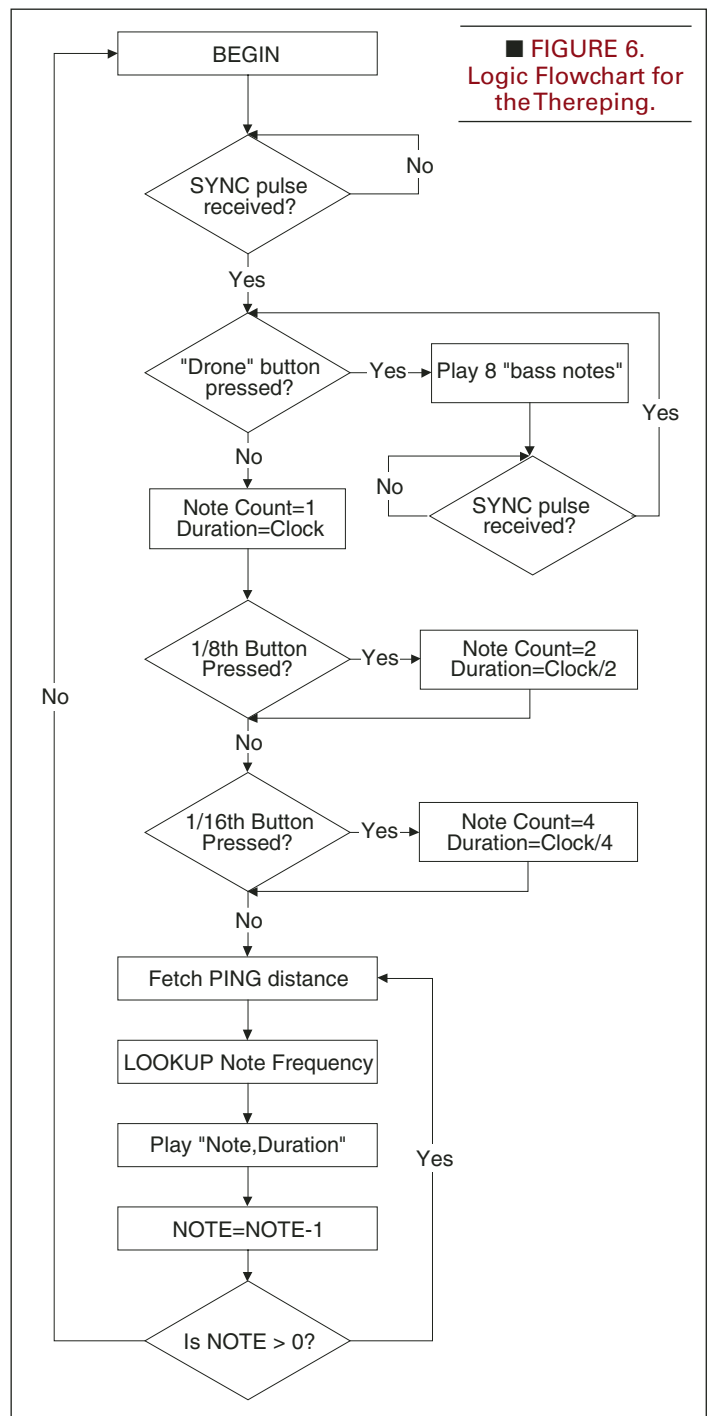 BEGIN
■ FIGURE 6.
Logic Flowchart for
the Thereping.
SYNC pulse
received?
No
Yes
"Drone" button
pressed?
Yes
Play 8 "bass notes"
Yes
No
No
SYNC pulse
received?
Note Count=1
Duration=Clock
1/8th Button
Pressed?
Yes
Note Count=2
Duration=Clock/2
No
No
1/16th Button
Pressed?
Yes
Note Count=4
Duration=Clock/4
No
Fetch PING distance
LOOKUP Note Frequency
Play "Note,Duration"
Yes
NOTE=NOTE-1
Is NOTE > 0?